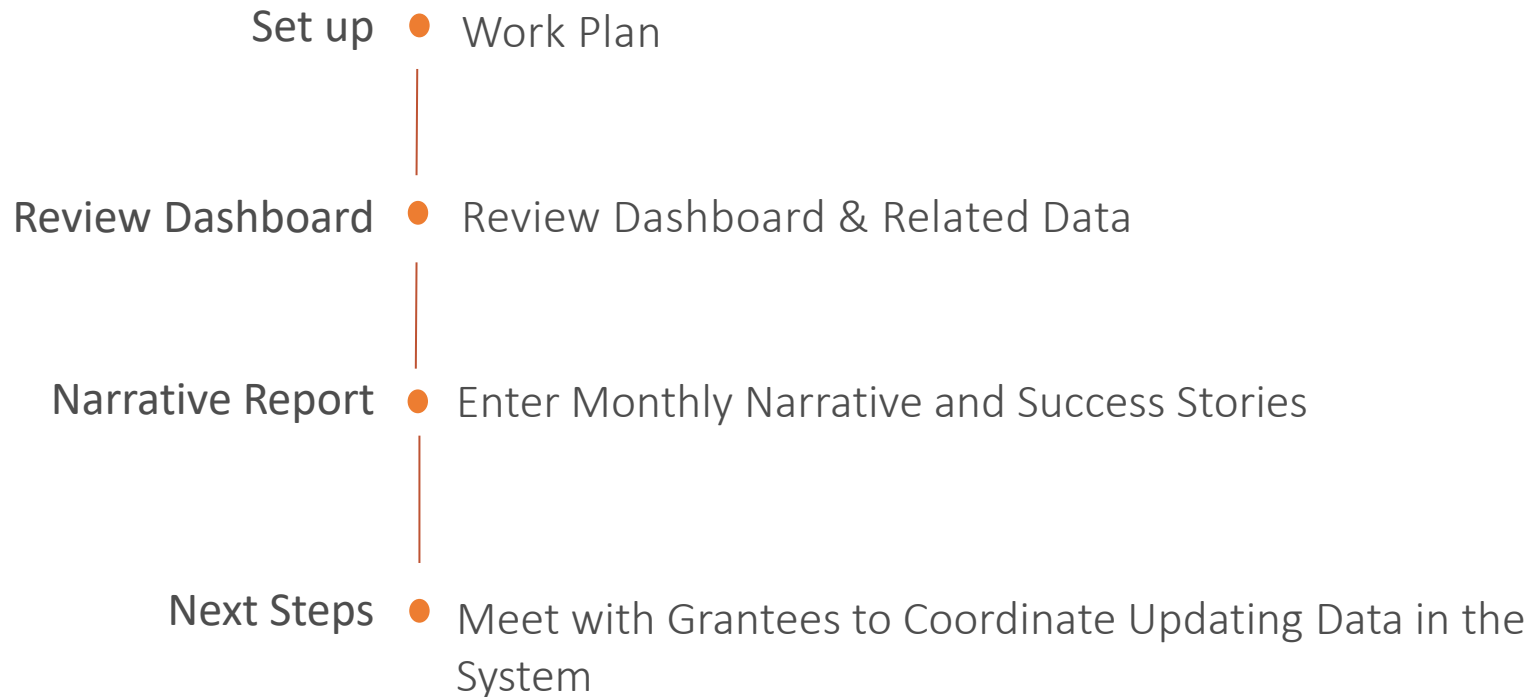 Set up
Work Plan
Review Dashboard
Review Dashboard & Related Data
Narrative Report
Enter Monthly Narrative and Success Stories
Next Steps
Meet with Grantees to Coordinate Updating Data in the
System